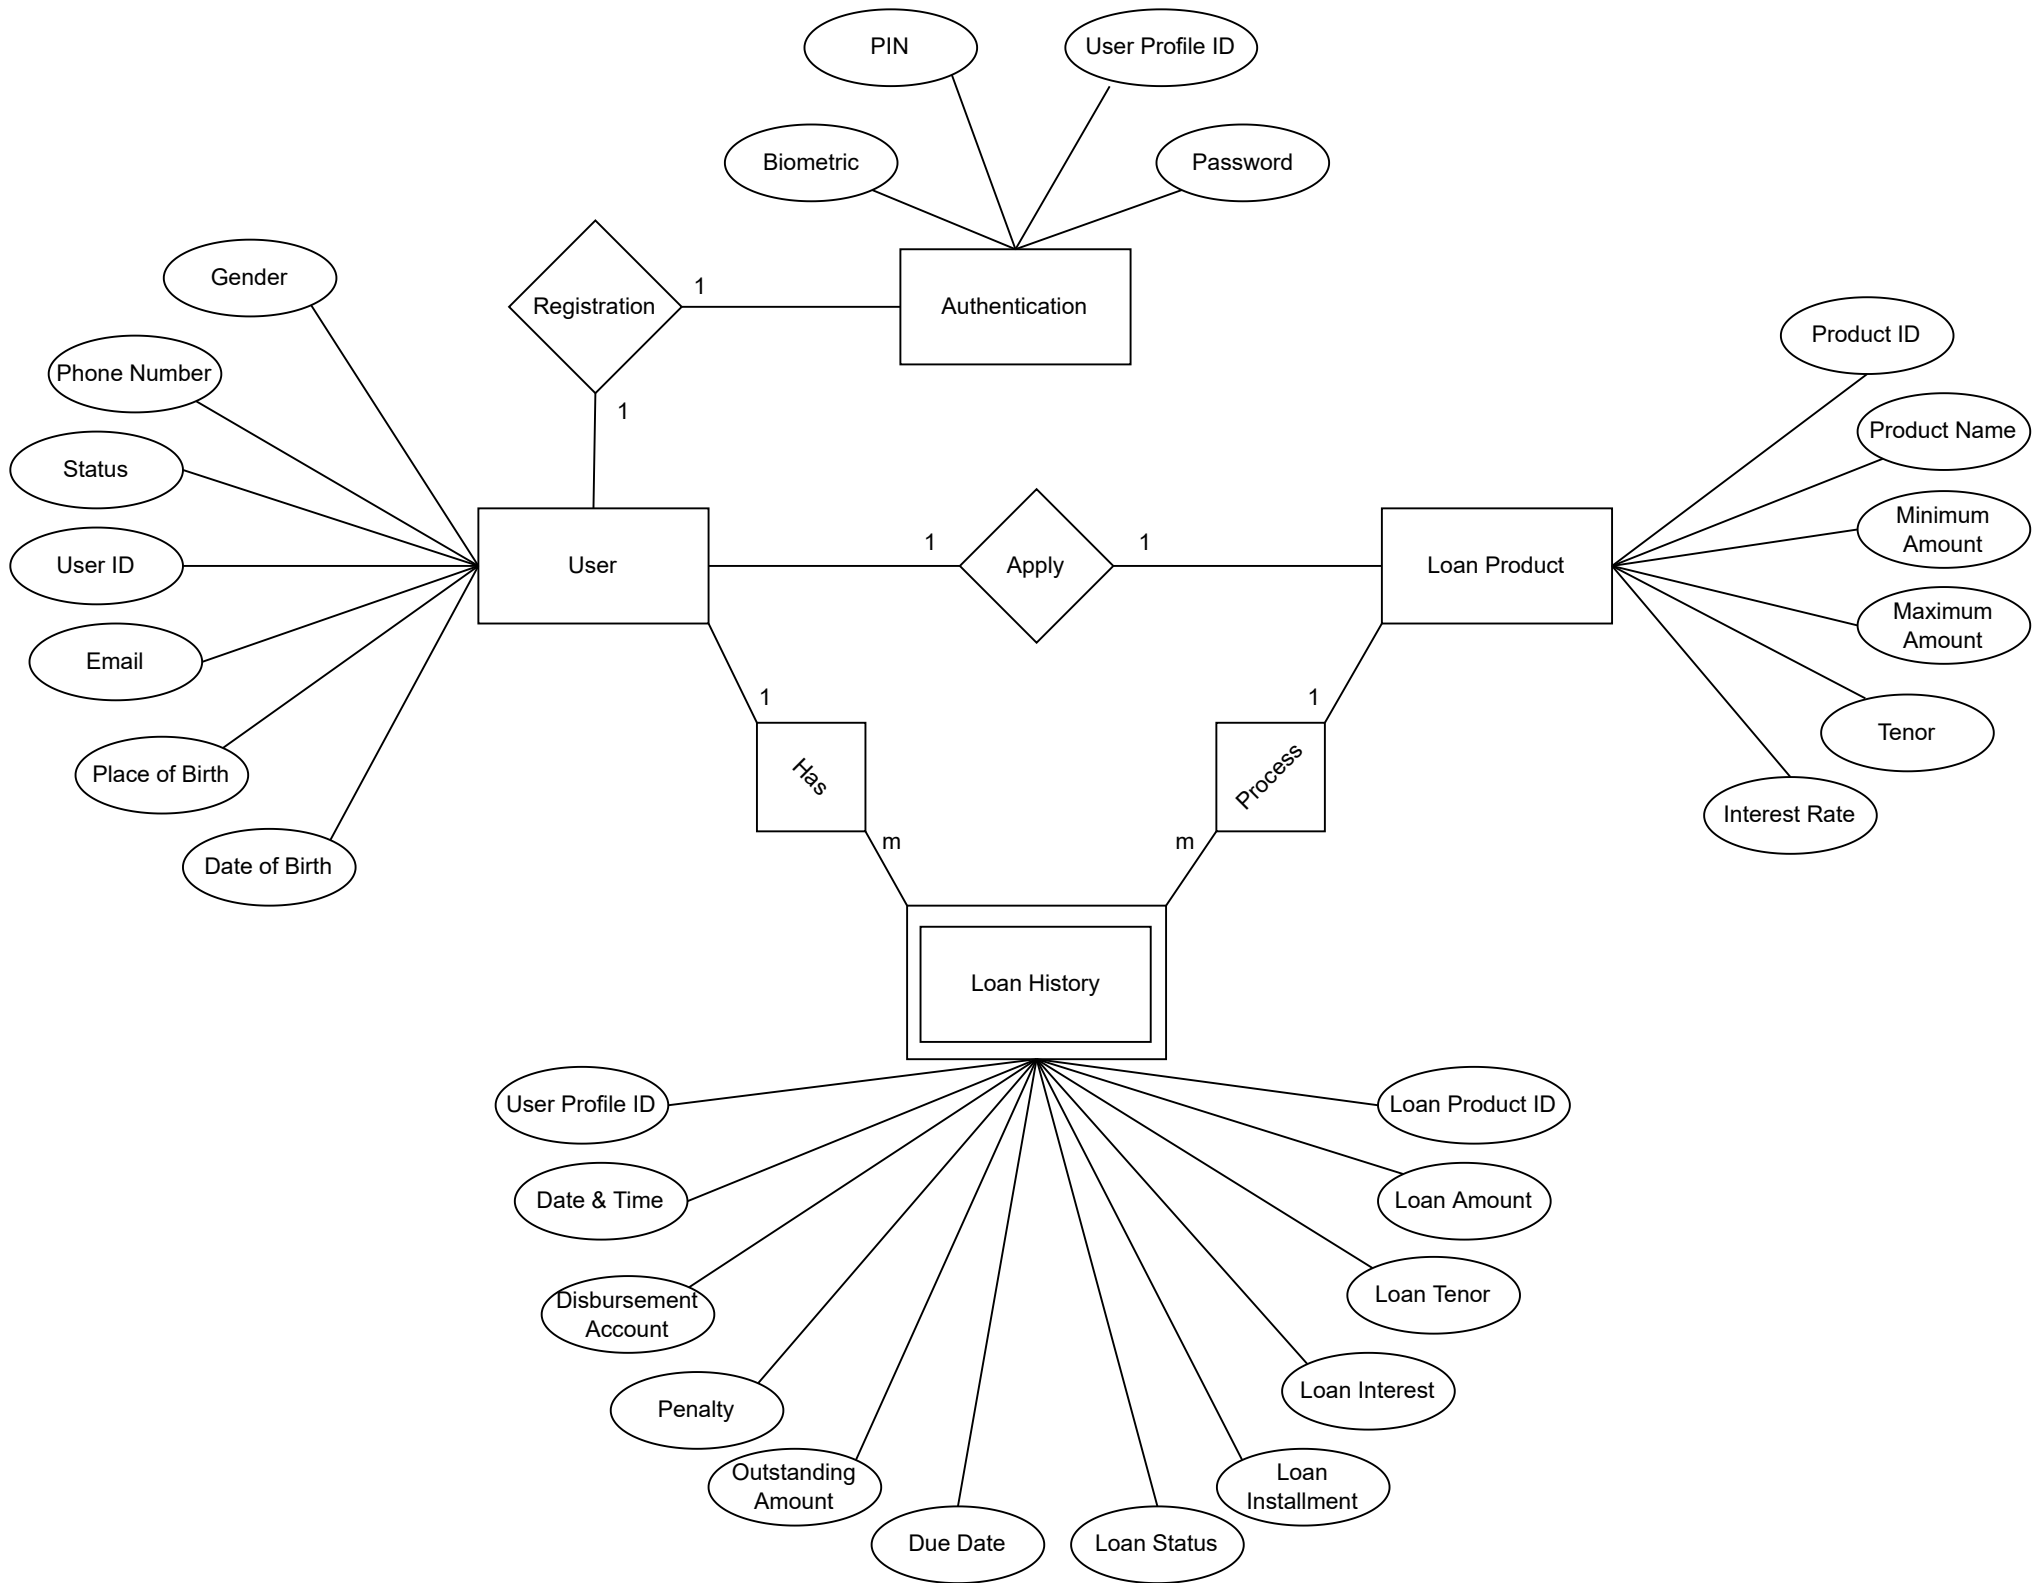 PIN
User Profile ID
Biometric
Password
Gender
Registration
1
Authentication
Product ID
Phone Number
1
Product Name
Status
Minimum
Amount
User ID
User
1
Apply
1
Loan Product
Maximum
Amount
Email
1
1
Tenor
Place of Birth
Has
Process
Interest Rate
m
m
Date of Birth
Loan History
User Profile ID
Loan Product ID
Date & Time
Loan Amount
Disbursement
Account
Loan Tenor
Penalty
Loan Interest
Outstanding
Amount
Loan
Installment
Due Date
Loan Status